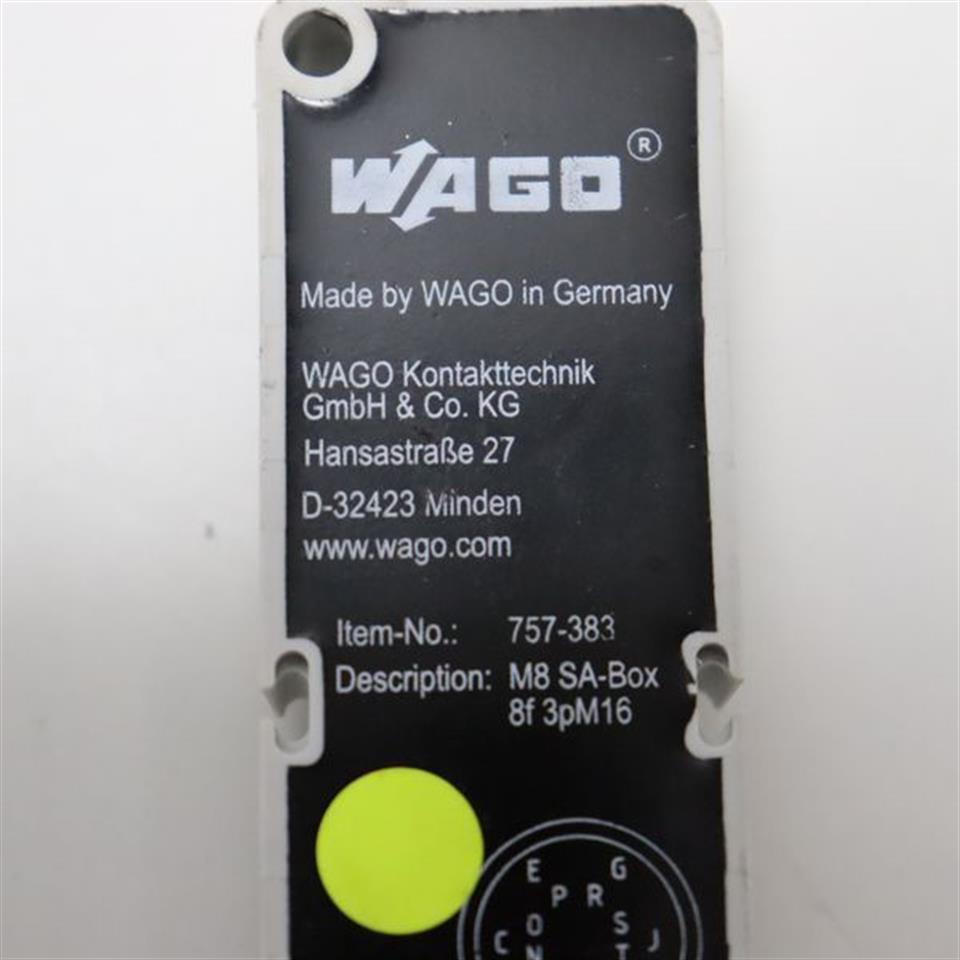 WAGO ®
Made by WAGO in Germany
WAGO Kontakttechnik
GmbH & Co. KG
Hansastraße 27
D-32423 Minden
www.wago.com
Item-No.: 757-383
Description: M8 SA-Box
8f 3pM16
E G
P R
O S
C J
N T